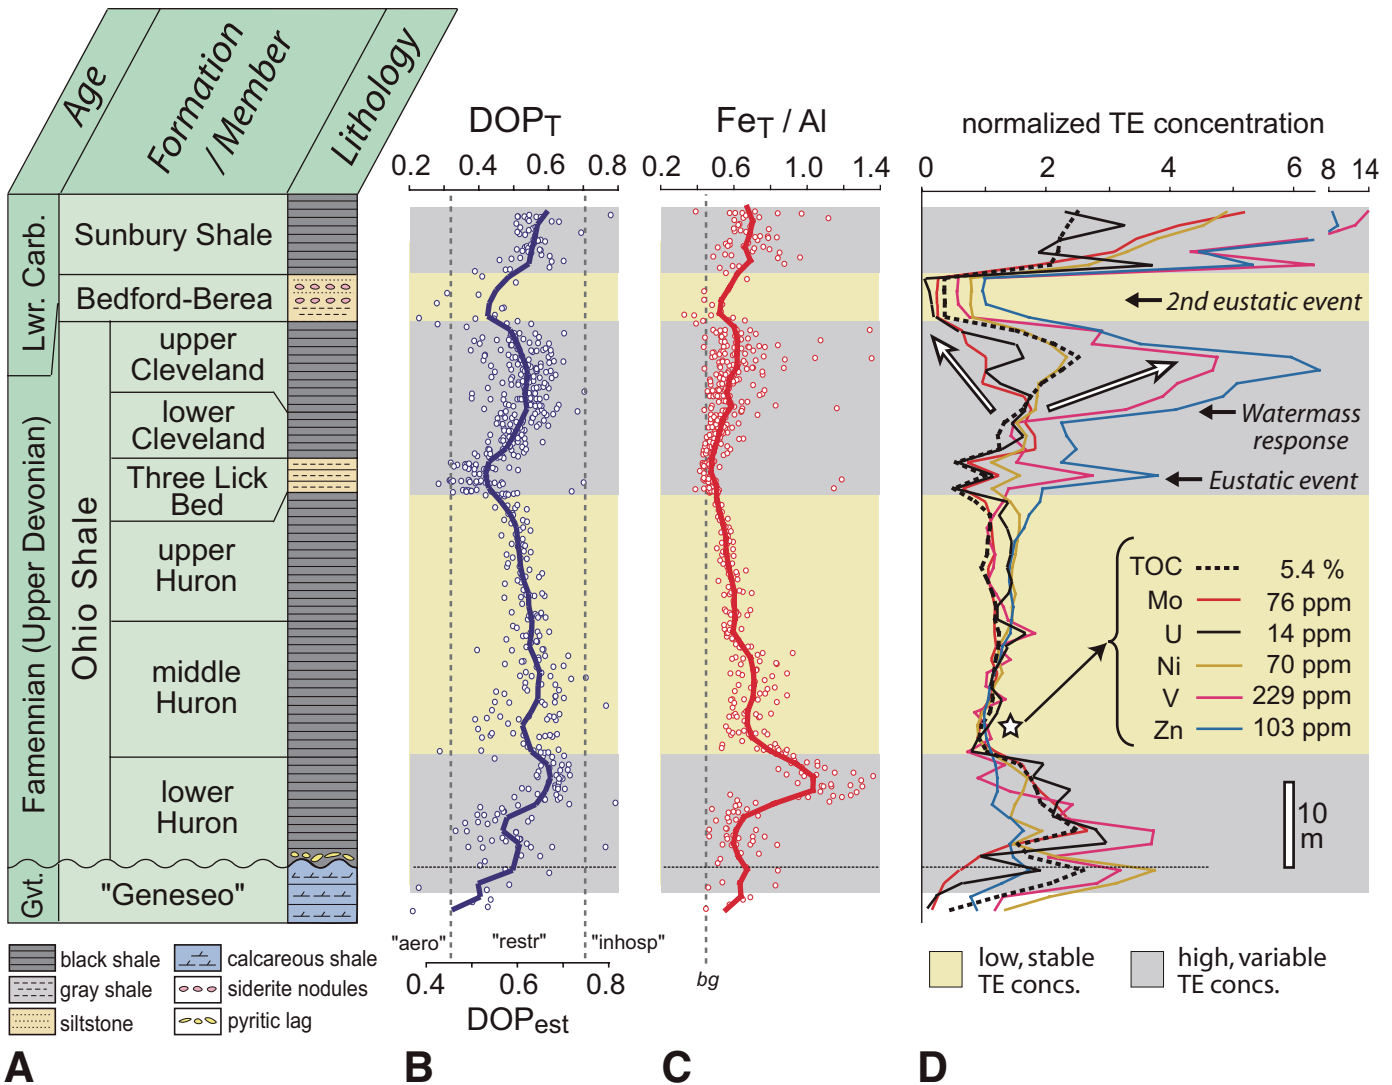 Age
Formation
/ Member
Lithology
Lwr. Carb.
Famennian (Upper Devonian)
Gvt.
Ohio Shale
Sunbury Shale
Bedford-Berea
upper
Cleveland
lower
Cleveland
Three Lick
Bed
upper
Huron
middle
Huron
lower
Huron
"Geneseo"
black shale
gray shale
siltstone
calcareous shale
siderite nodules
pyritic lag
A
DOPT
0.2 0.4 0.6 0.8
"aero" "restr" "inhosp"
0.4 0.6 0.8
DOPest
B
FeT / Al
0.2 0.6 1.0 1.4
bg
C
normalized TE concentration
0 2 4 6 8 14
2nd eustatic event
Watermass
response
Eustatic event
TOC 5.4 %
Mo 76 ppm
U 14 ppm
Ni 70 ppm
V 229 ppm
Zn 103 ppm
10
m
low, stable
TE concs.
high, variable
TE concs.
D